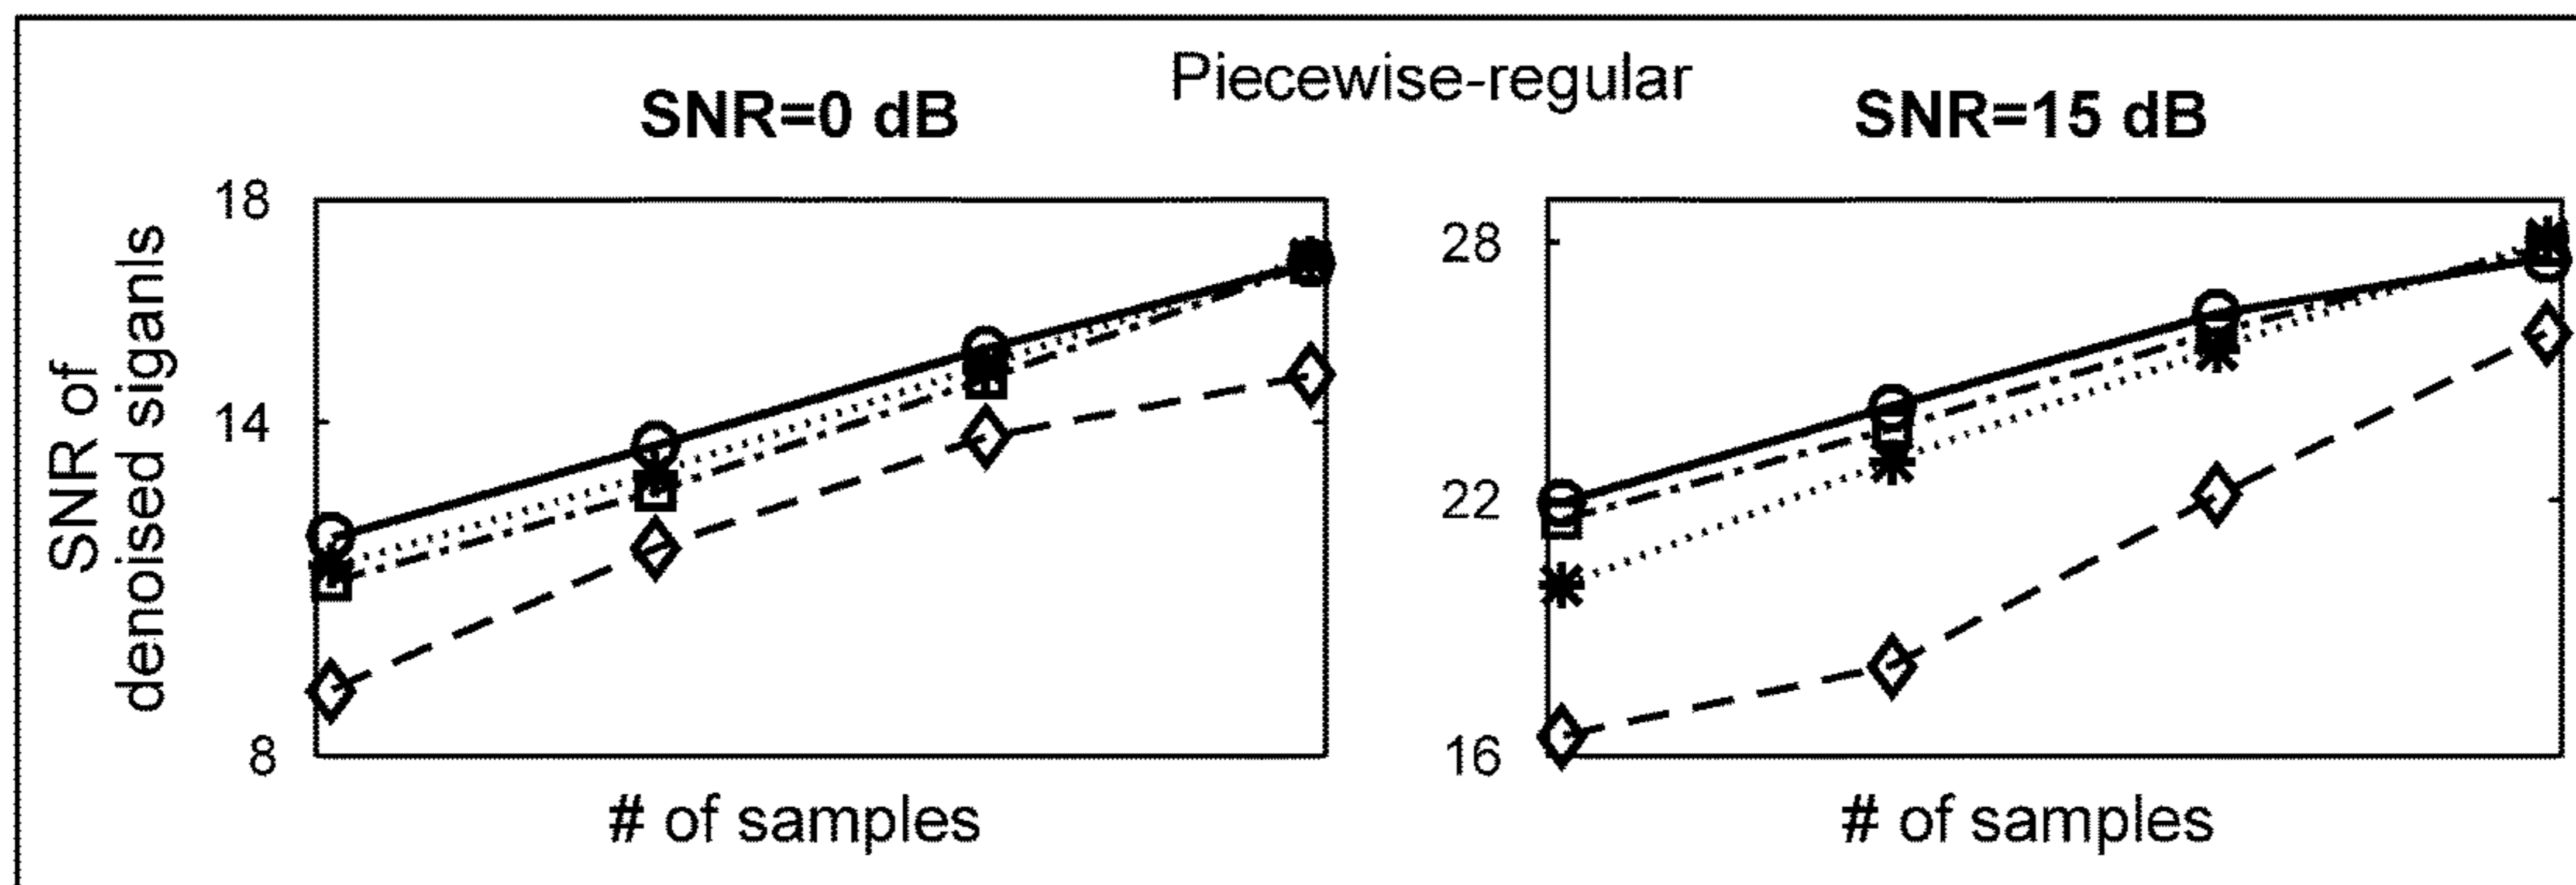 Piecewise-regular
SNR=0 dB
SNR=15 dB
SNR of
denoised siganls
18
14
8
# of samples
28
22
16
# of samples